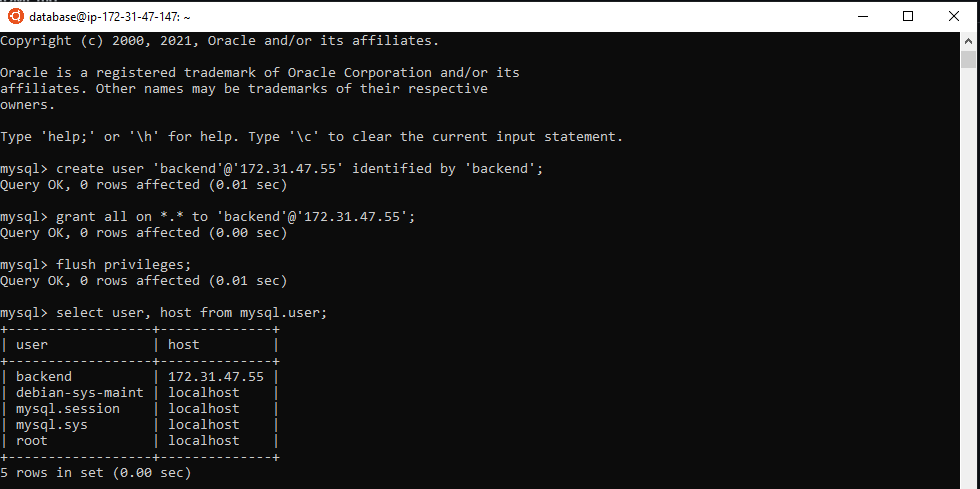 database@ip-172-31-47-147: ~
Copyright (c) 2000, 2021, Oracle and/or its affiliates.
Oracle is a registered trademark of Oracle Corporation and/or its
affiliates. Other names may be trademarks of their respective
owners.
Type 'help;' or '\h' for help. Type '\c' to clear the current input statement.
mysql> create user 'backend'@'172.31.47.55' identified by 'backend';
Query OK, 0 rows affected (0.01 sec)
mysql> grant all on *.* to 'backend'@'172.31.47.55';
Query OK, 0 rows affected (0.00 sec)
mysql> flush privileges;
Query OK, 0 rows affected (0.01 sec)
mysql> select user, host from mysql.user;
+------------------+--------------+
| user             | host         |
+------------------+--------------+
| backend          | 172.31.47.55 |
| debian-sys-maint | localhost    |
| mysql.session    | localhost    |
| mysql.sys        | localhost    |
| root             | localhost    |
+------------------+--------------+
5 rows in set (0.00 sec)